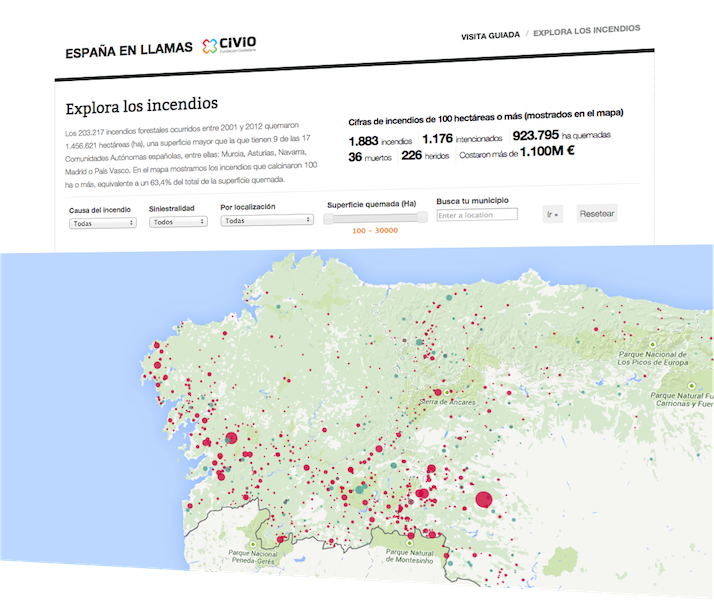 ESPAÑA EN LLAMAS CIVIO
VISITA GUIADA / EXPLORA LOS INCENDIOS
Explora los incendios
Los 203.217 incendios forestales ocurridos entre 2001 y 2012 quemaron
1.456.621 hectáreas (ha), una superficie mayor que la que tienen 9 de las 17
Comunidades Autónomas españolas, entre ellas: Murcia, Asturias, Navarra,
Madrid o País Vasco. En el mapa mostramos los incendios que calcinaron 100
ha o más, equivalente a un 63,4% del total de la superficie quemada.
Cifras de incendios de 100 hectáreas o más (mostrados en el mapa)
1.883 incendios 1.176 intencionados 923.795 ha quemadas
36 muertos 226 heridos Costaron más de 1.100M €
Causa del incendio
Todas
Siniestralidad
Todos
Por localización
Todas
Superficie quemada (Ha)
100 – 30000
Busca tu municipio
Enter a location
Ir »
Resetear
Parque Nacional de
Los Picos de Europa
Parque Natural Fu
Carrionas y Fuer
Sierra de Ancares
Parque Nacional
Peneda-Gerês
Parque Natural
de Montesinho